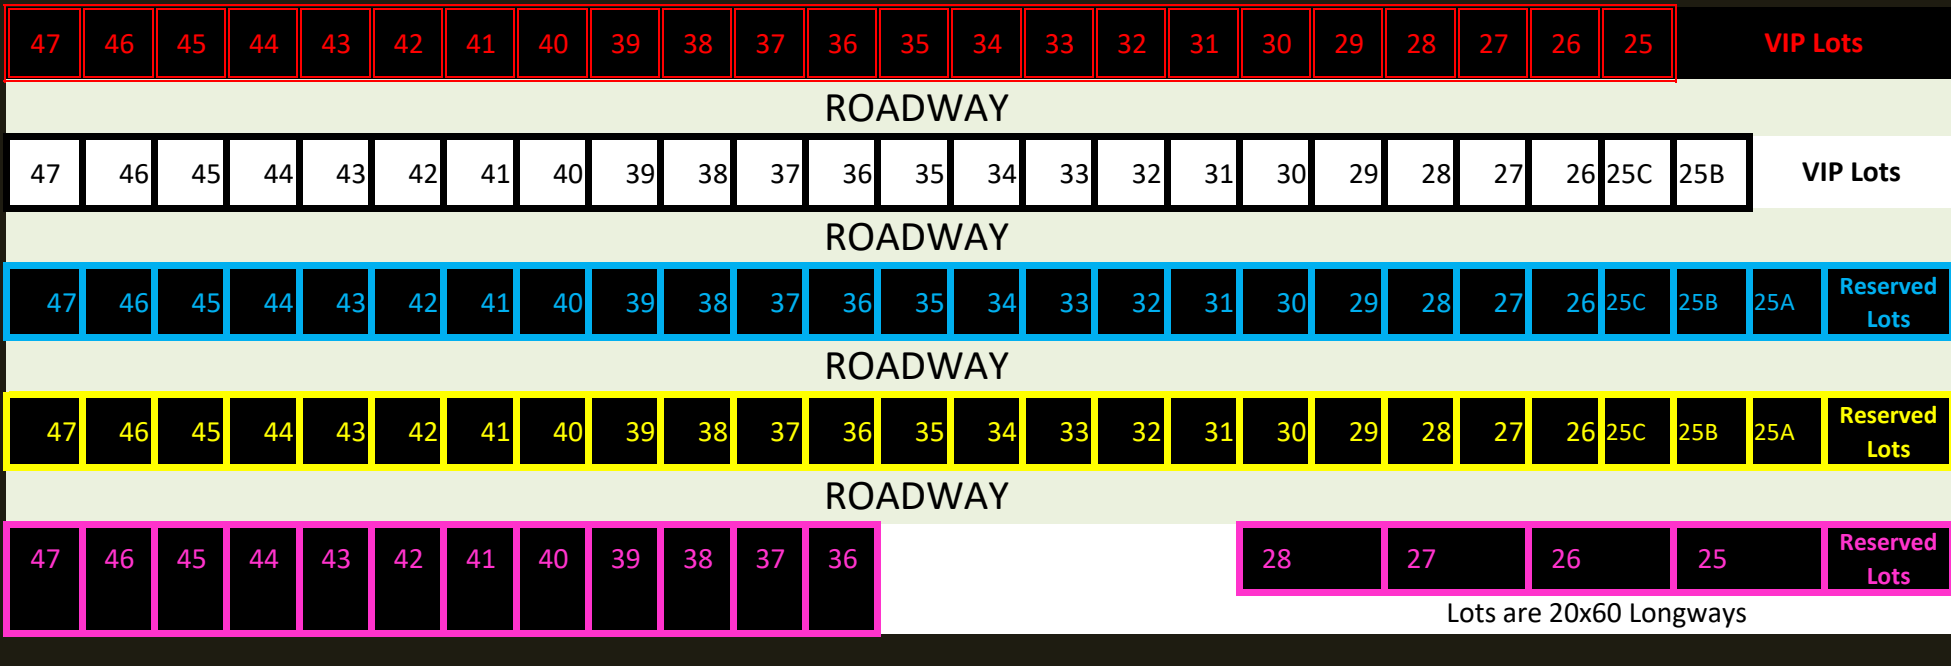 47 46 45 44 43 42 41 40 39 38 37 36 35 34 33 32 31 30 29 28 27 26 25 VIP Lots
ROADWAY
47 46 45 44 43 42 41 40 39 38 37 36 35 34 33 32 31 30 29 28 27 26 25C 25B VIP Lots
ROADWAY
47 46 45 44 43 42 41 40 39 38 37 36 35 34 33 32 31 30 29 28 27 26 25C 25B 25A Reserved Lots
ROADWAY
47 46 45 44 43 42 41 40 39 38 37 36 35 34 33 32 31 30 29 28 27 26 25C 25B 25A Reserved Lots
ROADWAY
47 46 45 44 43 42 41 40 39 38 37 36 28 27 26 25 Reserved Lots
Lots are 20x60 Longways